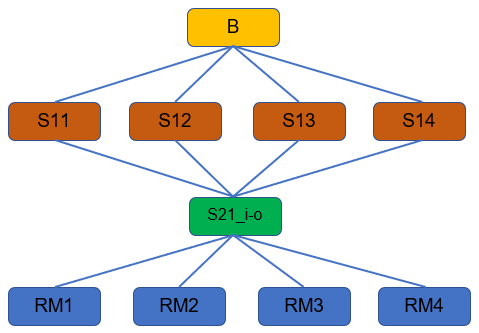 B
S11
S12
S13
S14
S21_i-o
RM1
RM2
RM3
RM4